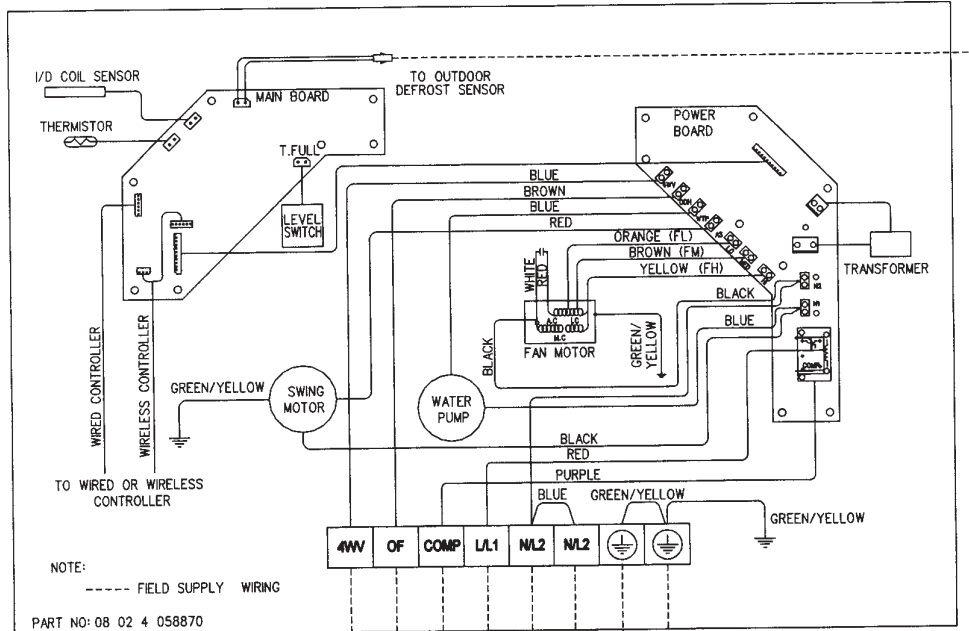 I/D COIL SENSOR
MAIN BOARD
TO OUTDOOR
DEFROST SENSOR
THERMISTOR
T.FULL
LEVEL
SWITCH
POWER
BOARD
BLUE
BROWN
BLUE
RED
ORANGE (FL)
BROWN (FM)
YELLOW (FH)
TRANSFORMER
WHITE
RED
A.C
I.C
M.C
FAN MOTOR
BLACK
BLUE
N2
N1
COMP
BLACK
GREEN/
YELLOW
WIRED CONTROLLER
WIRELESS CONTROLLER
GREEN/YELLOW
SWING
MOTOR
WATER
PUMP
BLACK
RED
PURPLE
TO WIRED OR WIRELESS
CONTROLLER
BLUE
GREEN/YELLOW
GREEN/YELLOW
4WV OF COMP L/L1 N/L2 N/L2
NOTE:
----- FIELD SUPPLY WIRING
PART NO: 08 02 4 058870